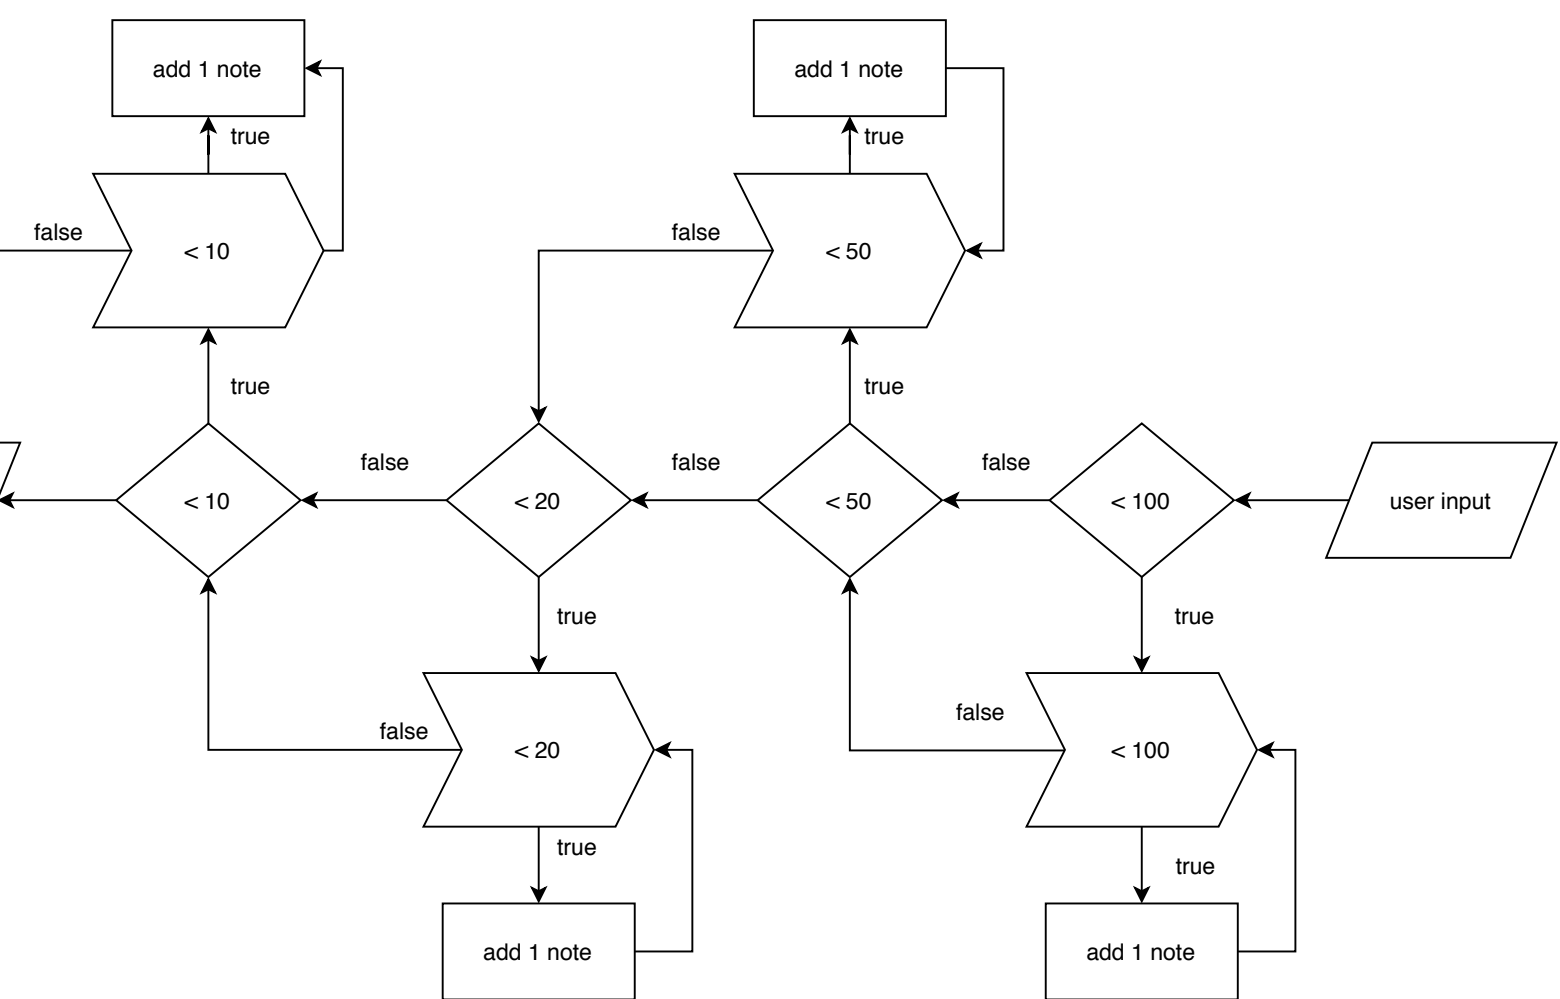 add 1 note
add 1 note
true
true
false
< 10
false
< 50
true
true
false
false
false
< 10
< 20
< 50
< 100
user input
true
true
false
false
< 20
< 100
true
true
add 1 note
add 1 note